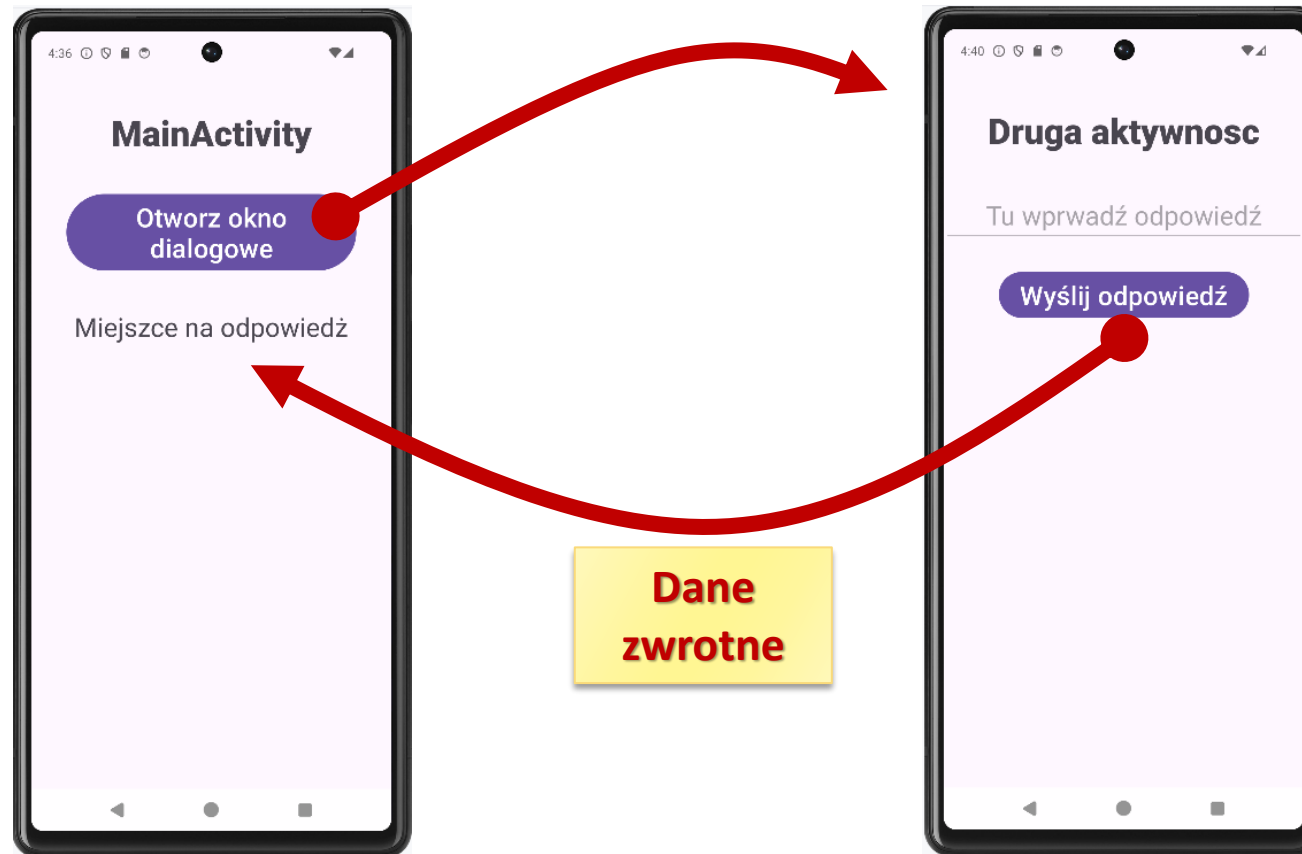 4:36
MainActivity
Otworz okno
dialogowe
Miejszce na odpowiedż
4:40
Druga aktywnosc
Tu wprwadź odpowiedź
Wyślij odpowiedź
Dane
zwrotne